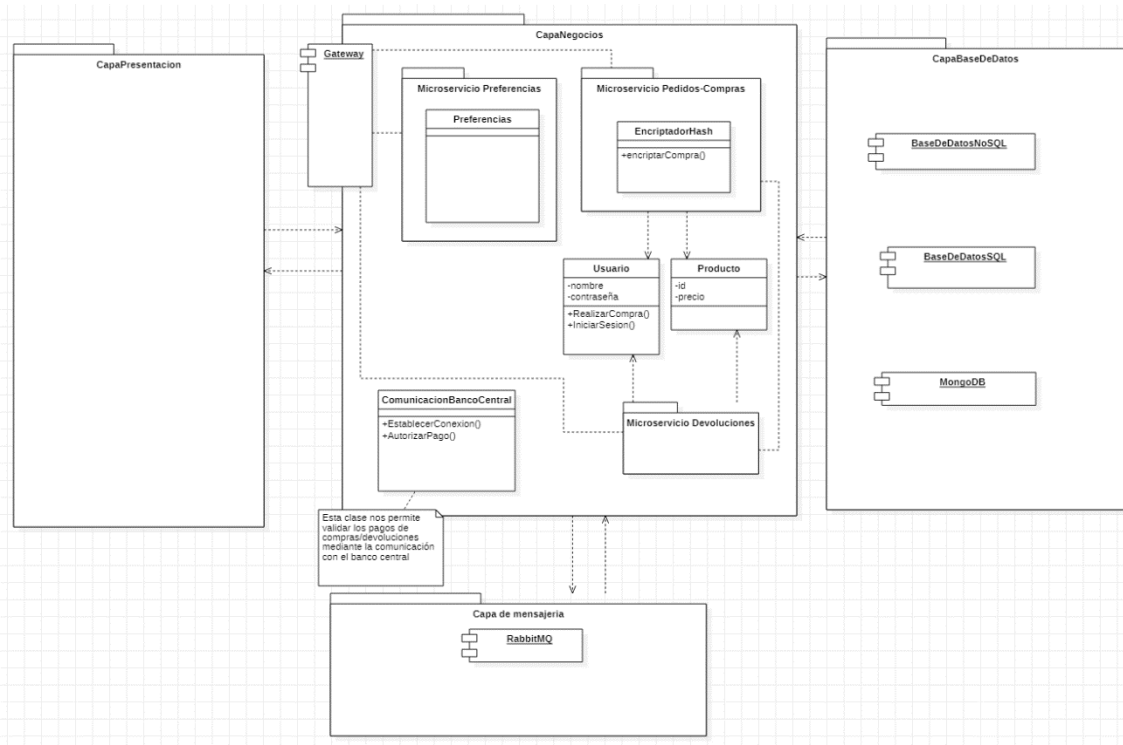 CapaPresentacion
CapaNegocios
Gateway
Microservicio Preferencias
Preferencias
Microservicio Pedidos-Compras
EncriptadorHash
+encriptarCompra()
Usuario
-nombre
-contraseña
+RealizarCompra()
+IniciarSesion()
Producto
-id
-precio
ComunicacionBancoCentral
+EstablecerConexion()
+AutorizarPago()
Microservicio Devoluciones
Esta clase nos permite
validar los pagos de
compras/devoluciones
mediante la comunicación
con el banco central
CapaBaseDeDatos
BaseDeDatosNoSQL
BaseDeDatosSQL
MongoDB
Capa de mensajeria
RabbitMQ